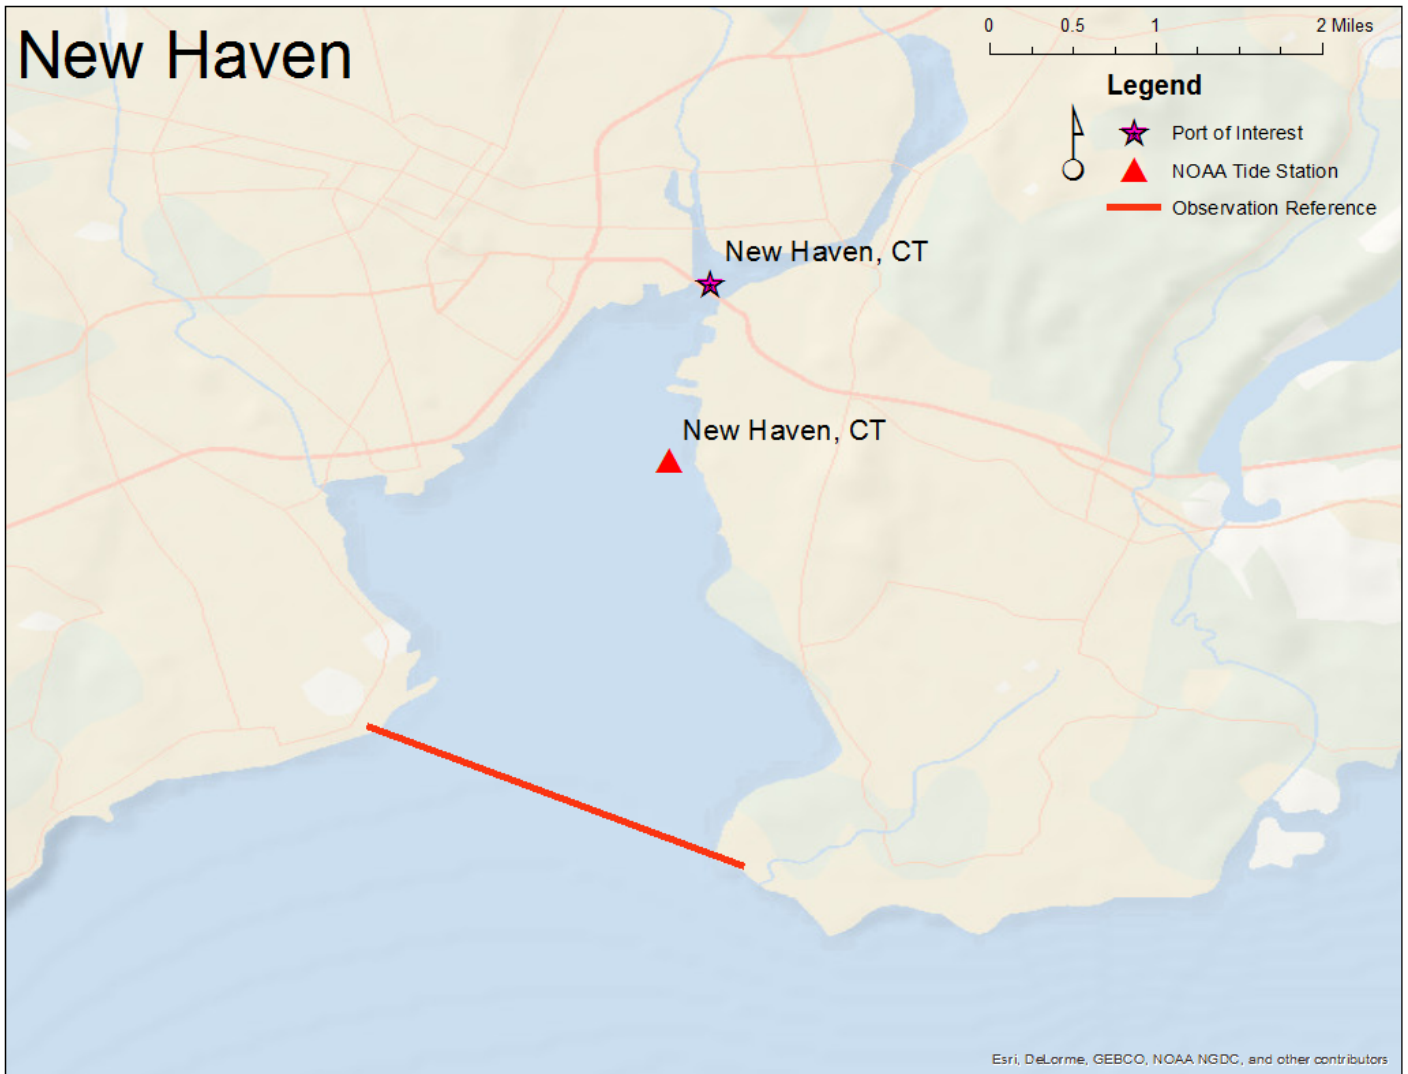 New Haven
0 0.5 1 2 Miles
Legend
Port of Interest
NOAA Tide Station
Observation Reference
New Haven, CT
New Haven, CT
Esri, DeLorme, GEBCO, NOAA NGDC, and other contributors